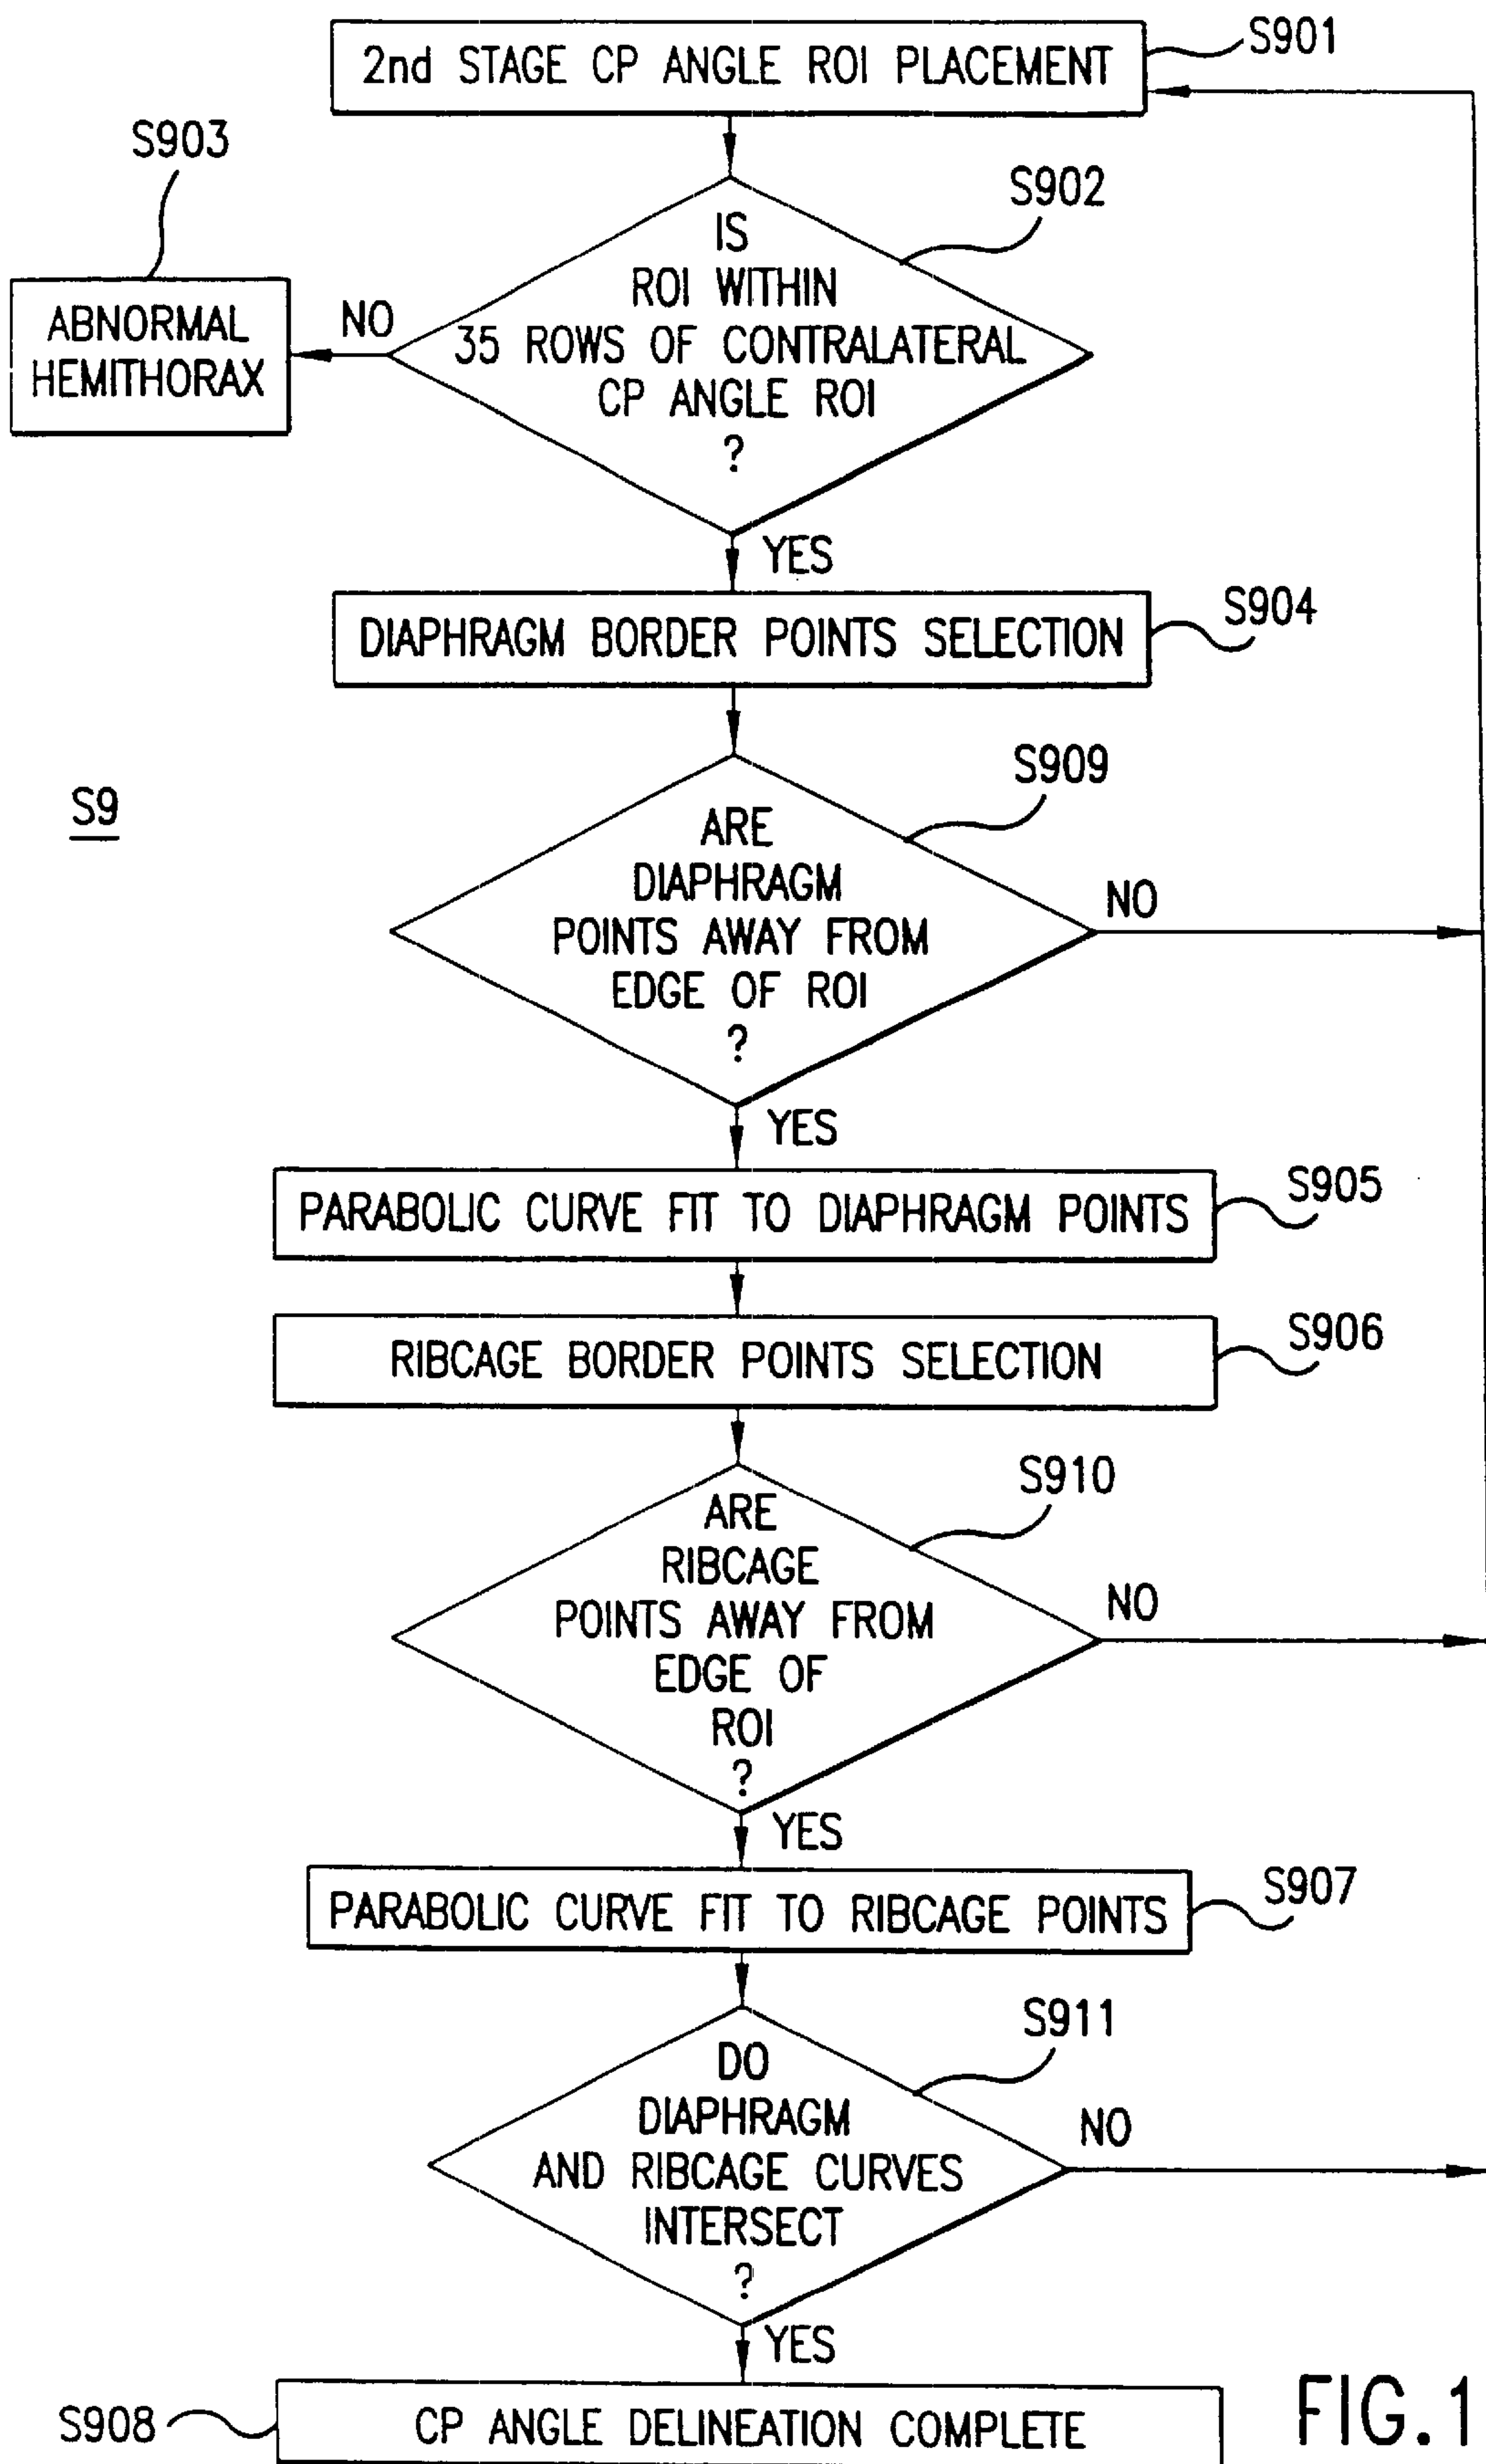 2nd STAGE CP ANGLE ROI PLACEMENT
S901
S903
S902
IS
ROI WITHIN
35 ROWS OF CONTRALATERAL
CP ANGLE ROI
?
NO
ABNORMAL
HEMITHORAX
YES
DIAPHRAGM BORDER POINTS SELECTION
S904
S9
S909
ARE
DIAPHRAGM
POINTS AWAY FROM
EDGE OF ROI
?
NO
YES
PARABOLIC CURVE FIT TO DIAPHRAGM POINTS
S905
RIBCAGE BORDER POINTS SELECTION
S906
S910
ARE
RIBCAGE
POINTS AWAY FROM
EDGE OF
ROI
?
NO
YES
PARABOLIC CURVE FIT TO RIBCAGE POINTS
S907
S911
DO
DIAPHRAGM
AND RIBCAGE CURVES
INTERSECT
?
NO
YES
S908
CP ANGLE DELINEATION COMPLETE
FIG.1